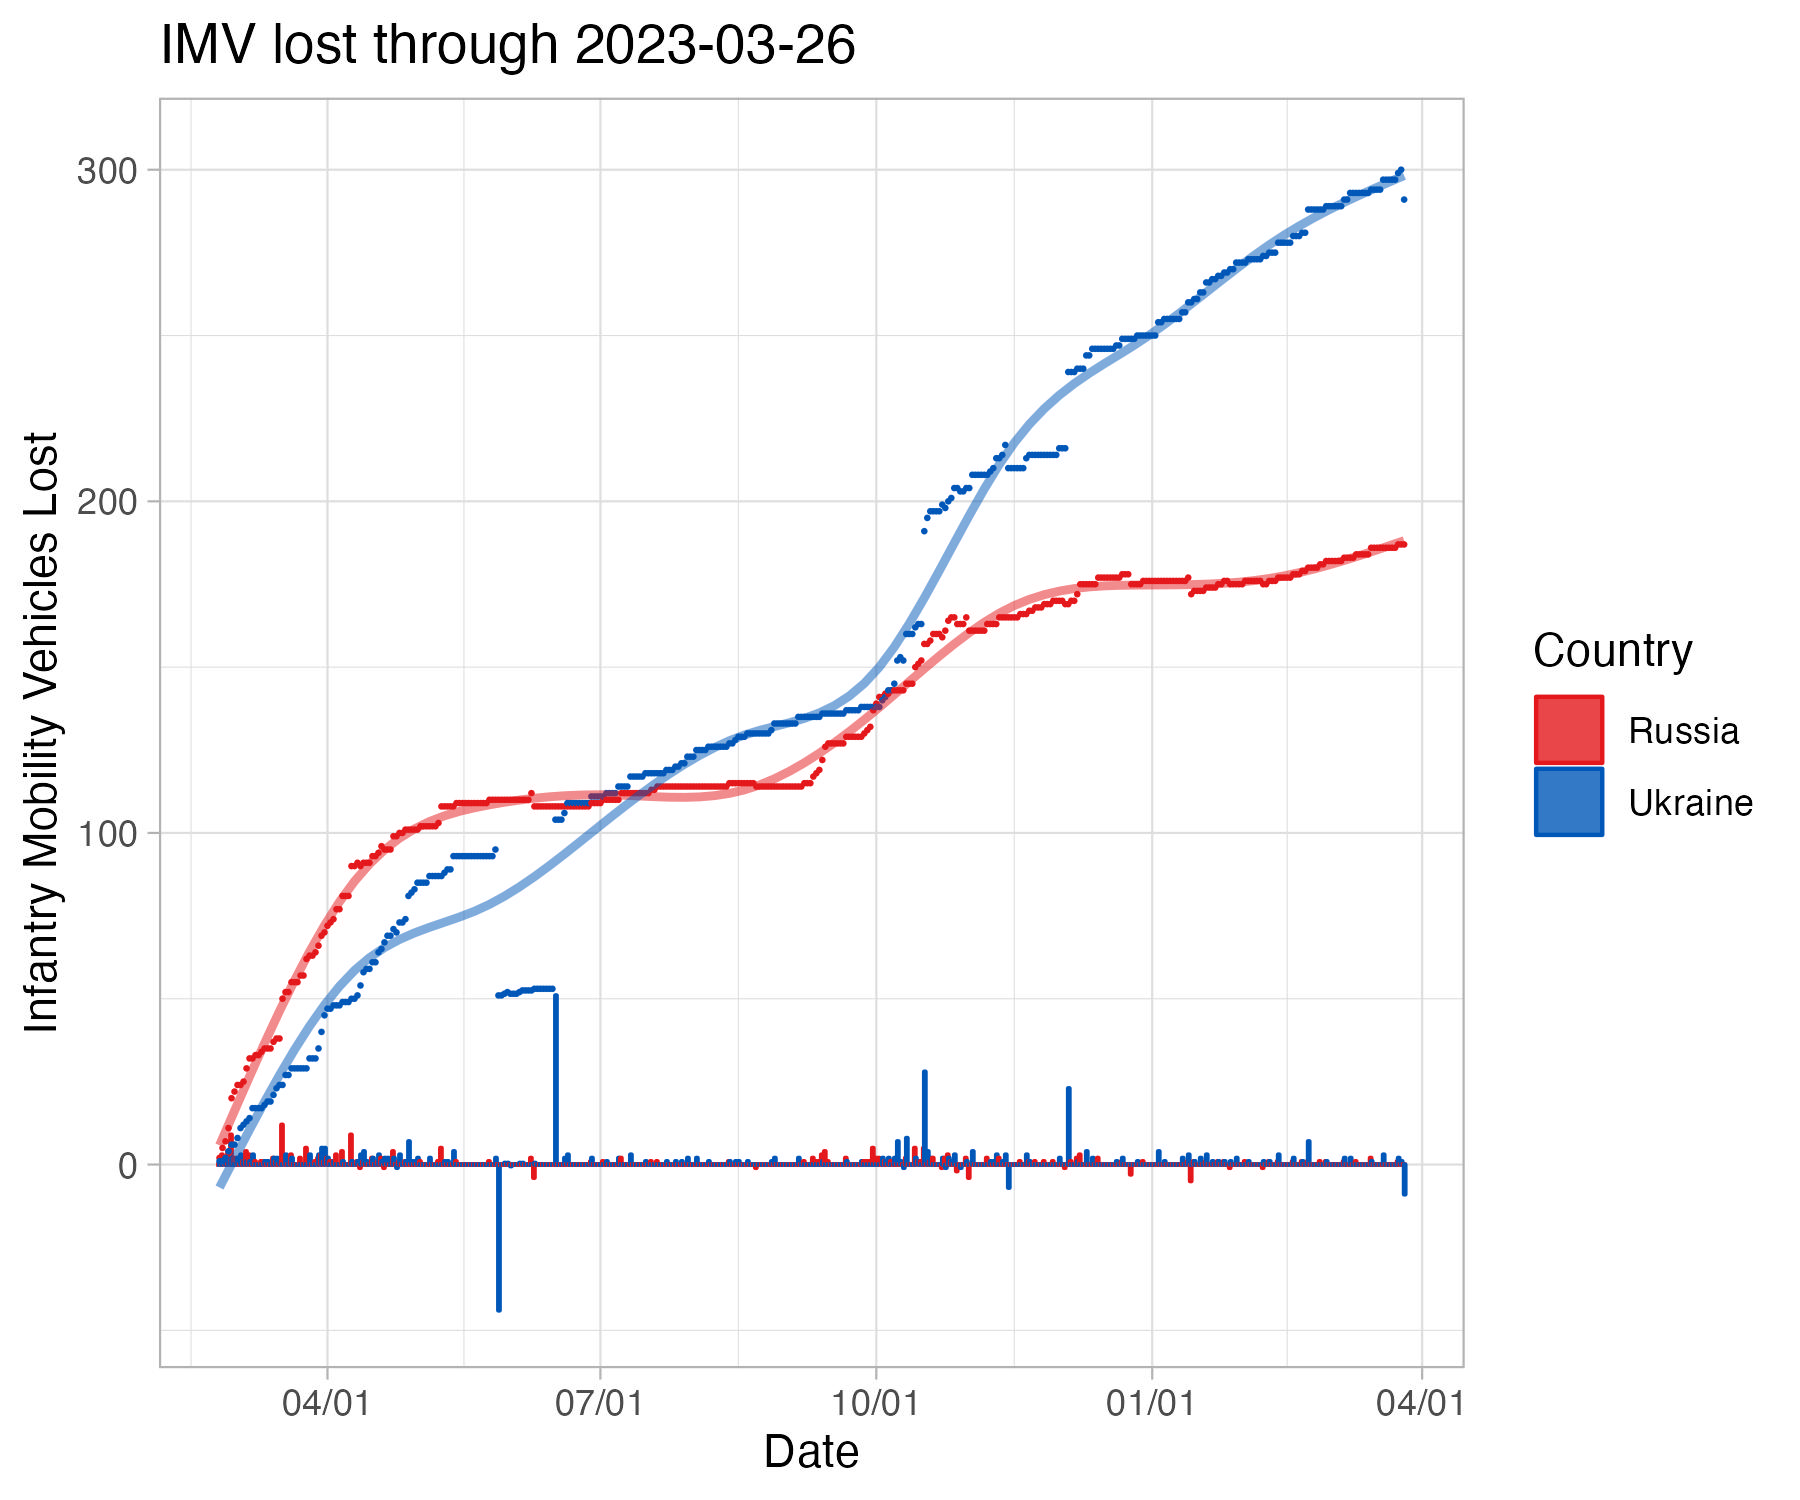 IMV lost through 2023-03-26
Infantry Mobility Vehicles Lost
300
200
100
0
04/01
07/01
10/01
01/01
04/01
Date
Country
Russia
Ukraine